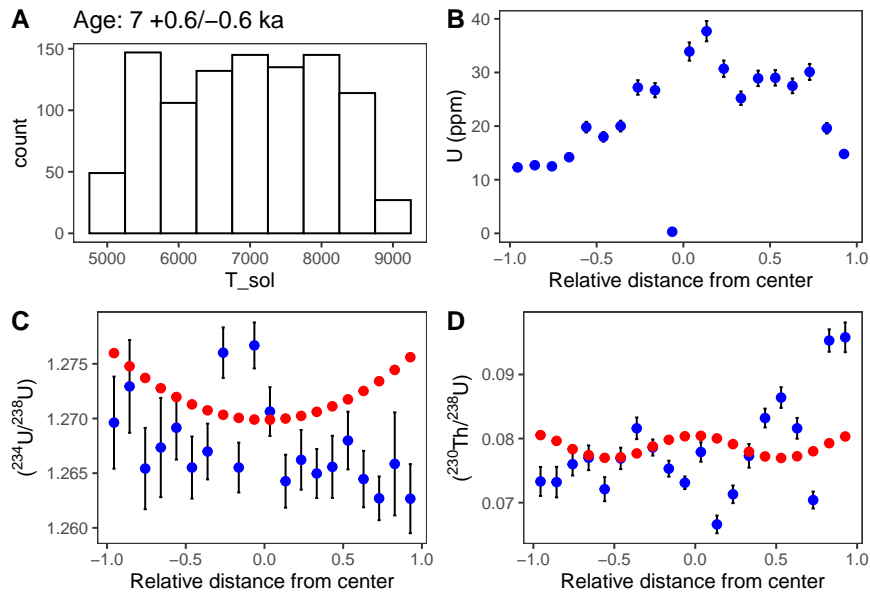 A
Age: 7 +0.6/−0.6 ka
150
100
50
0
count
5000
6000
7000
8000
9000
T_sol
B
40
30
20
10
0
U (ppm)
−1.0
−0.5
0.0
0.5
1.0
Relative distance from center
C
1.275
1.270
1.265
1.260
(²³⁴U/²³⁸U)
−1.0
−0.5
0.0
0.5
1.0
Relative distance from center
D
0.09
0.08
0.07
(²³⁰Th/²³⁸U)
−1.0
−0.5
0.0
0.5
1.0
Relative distance from center